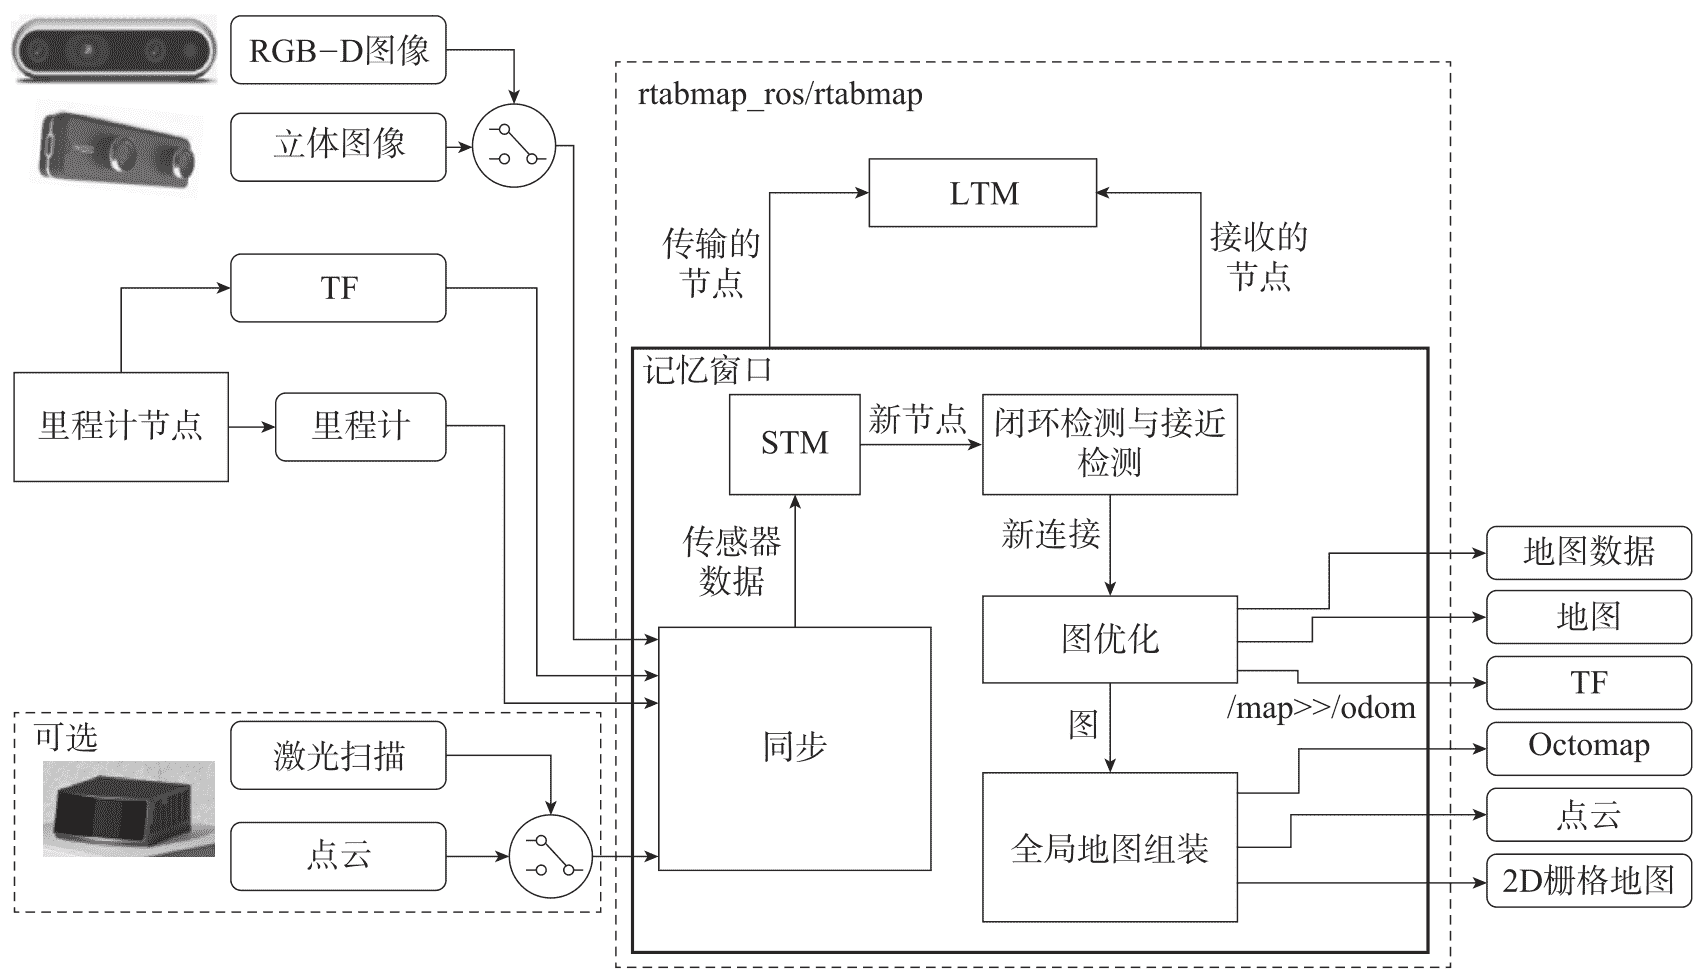 RGB-D图像
立体图像
TF
里程计节点
里程计
可选
激光扫描
点云
rtabmap_ros/rtabmap
LTM
传输的
节点
接收的
节点
记忆窗口
STM
新节点
闭环检测与接近
检测
传感器
数据
新连接
同步
图优化
图
/map>>/odom
全局地图组装
地图数据
地图
TF
Octomap
点云
2D栅格地图